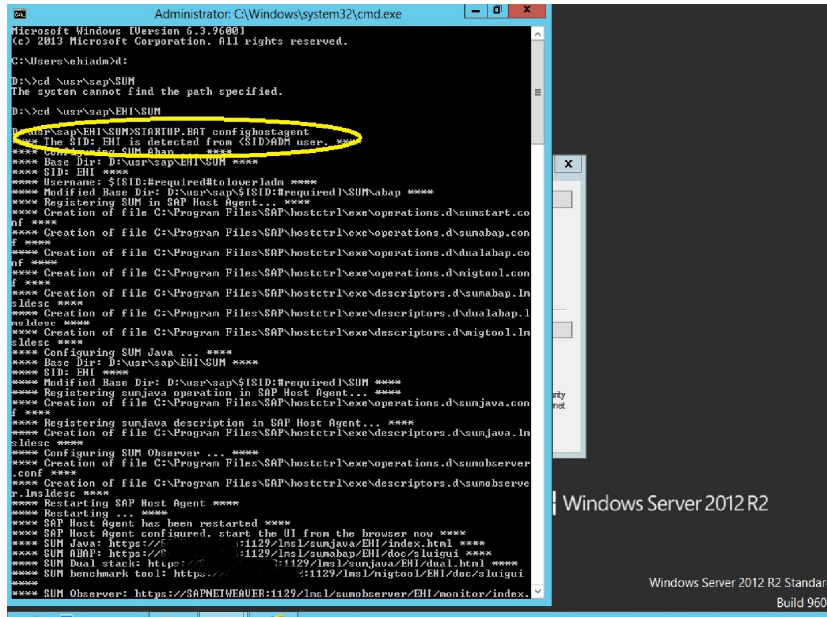 Administrator: C:\Windows\system32\cmd.exe
Microsoft Windows [Version 6.3.9600]
(c) 2013 Microsoft Corporation. All rights reserved.
C:\Users\ehiadm>d:
D:\>cd \usr\sap\SUM
The system cannot find the path specified.
D:\>cd \usr\sap\EHI\SUM
D:\usr\sap\EHI\SUM>STARTUP.BAT confighostagent
**** The SID: EHI is detected from <SID>ADM user. ****
**** Configuring SUM Abap ... ****
**** Base Dir: D:\usr\sap\EHI\SUM ****
**** SID: EHI ****
**** Username: $[SID:#required#tolower]adm ****
**** Modified Base Dir: D:\usr\sap\$[SID:#required]\SUM\abap ****
**** Registering SUM in SAP Host Agent... ****
**** Creation of file C:\Program Files\SAP\hostctrl\exe\operations.d\sumstart.co
nf ****
**** Creation of file C:\Program Files\SAP\hostctrl\exe\operations.d\sumabap.con
f ****
**** Creation of file C:\Program Files\SAP\hostctrl\exe\operations.d\dualabap.co
nf ****
**** Creation of file C:\Program Files\SAP\hostctrl\exe\operations.d\migtool.con
f ****
**** Creation of file C:\Program Files\SAP\hostctrl\exe\descriptors.d\sumabap.lm
sldesc ****
**** Creation of file C:\Program Files\SAP\hostctrl\exe\descriptors.d\dualabap.l
msldesc ****
**** Creation of file C:\Program Files\SAP\hostctrl\exe\descriptors.d\migtool.lm
sldesc ****
**** Configuring SUM Java ... ****
**** Base Dir: D:\usr\sap\EHI\SUM ****
**** SID: EHI ****
**** Modified Base Dir: D:\usr\sap\$[SID:#required]\SUM ****
**** Registering sumjava operation in SAP Host Agent... ****
**** Creation of file C:\Program Files\SAP\hostctrl\exe\operations.d\sumjava.con
f ****
**** Registering sumjava description in SAP Host Agent... ****
**** Creation of file C:\Program Files\SAP\hostctrl\exe\descriptors.d\sumjava.lm
sldesc ****
**** Configuring SUM Observer ... ****
**** Creation of file C:\Program Files\SAP\hostctrl\exe\operations.d\sumobserver
.conf ****
**** Creation of file C:\Program Files\SAP\hostctrl\exe\descriptors.d\sumobserve
r.lmsldesc ****
**** Restarting SAP Host Agent ****
**** Restarting ... ****
**** SAP Host Agent has been restarted ****
**** SAP Host Agent configured, start the UI from the browser now ****
**** SUM Java: https://S :1129/lmsl/sumjava/EHI/index.html ****
**** SUM ABAP: https://S :1129/lmsl/sumabap/EHI/doc/sluigui ****
**** SUM Dual stack: https:/ :1129/lmsl/sumjava/EHI/dual.html ****
**** SUM benchmark tool: https:// :1129/lmsl/migtool/EHI/doc/sluigui
****
**** SUM Observer: https://SAPNETWEAVER:1129/lmsl/sumobserver/EHI/monitor/index.
Windows Server 2012 R2
Windows Server 2012 R2 Standar
Build 960